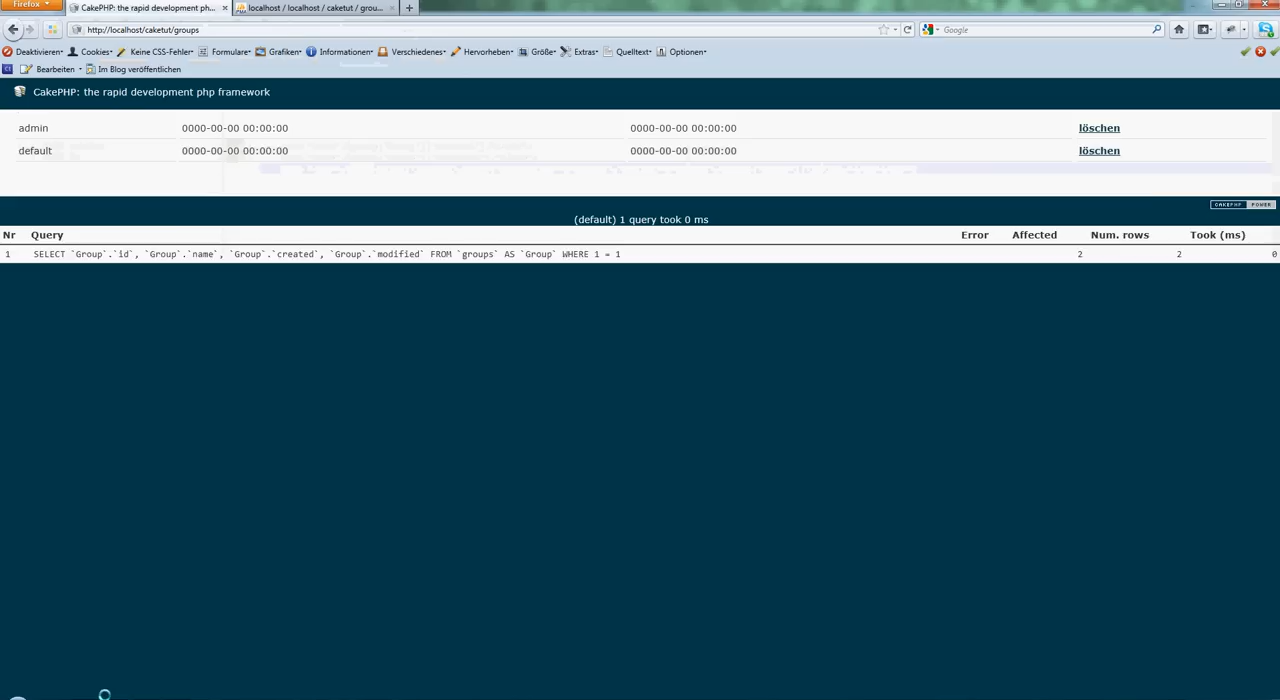 Firefox
CakePHP: the rapid development ph...
localhost / localhost / caketut / grou...
http://localhost/caketut/groups
Google
Deaktivieren Cookies Keine CSS-Fehler Formulare Grafiken Informationen Verschiedenes Hervorheben Größe Extras Quelltext Optionen
Bearbeiten Im Blog veröffentlichen
CakePHP: the rapid development php framework
admin 0000-00-00 00:00:00 0000-00-00 00:00:00 löschen
default 0000-00-00 00:00:00 0000-00-00 00:00:00 löschen
CAKEPHP POWER
(default) 1 query took 0 ms
Nr Query Error Affected Num. rows Took (ms)
1 SELECT `Group`.`id`, `Group`.`name`, `Group`.`created`, `Group`.`modified` FROM `groups` AS `Group` WHERE 1 = 1 2 2 0